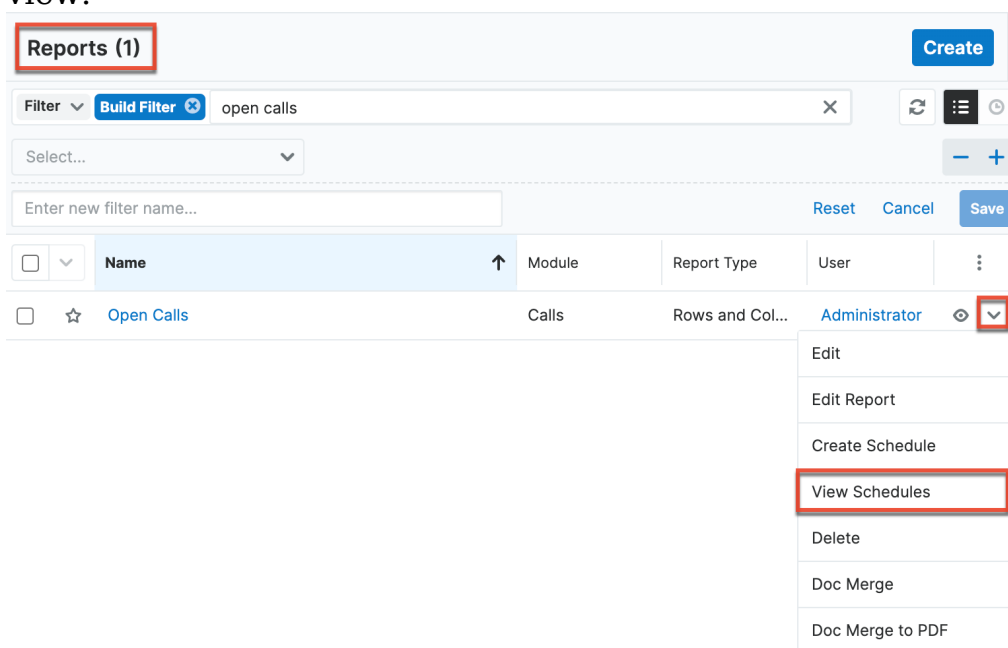 view:
Reports (1)
Create
Filter Build Filter open calls
Select...
Enter new filter name... Reset Cancel Save
Name Module Report Type User
Open Calls Calls Rows and Col... Administrator
Edit
Edit Report
Create Schedule
View Schedules
Delete
Doc Merge
Doc Merge to PDF